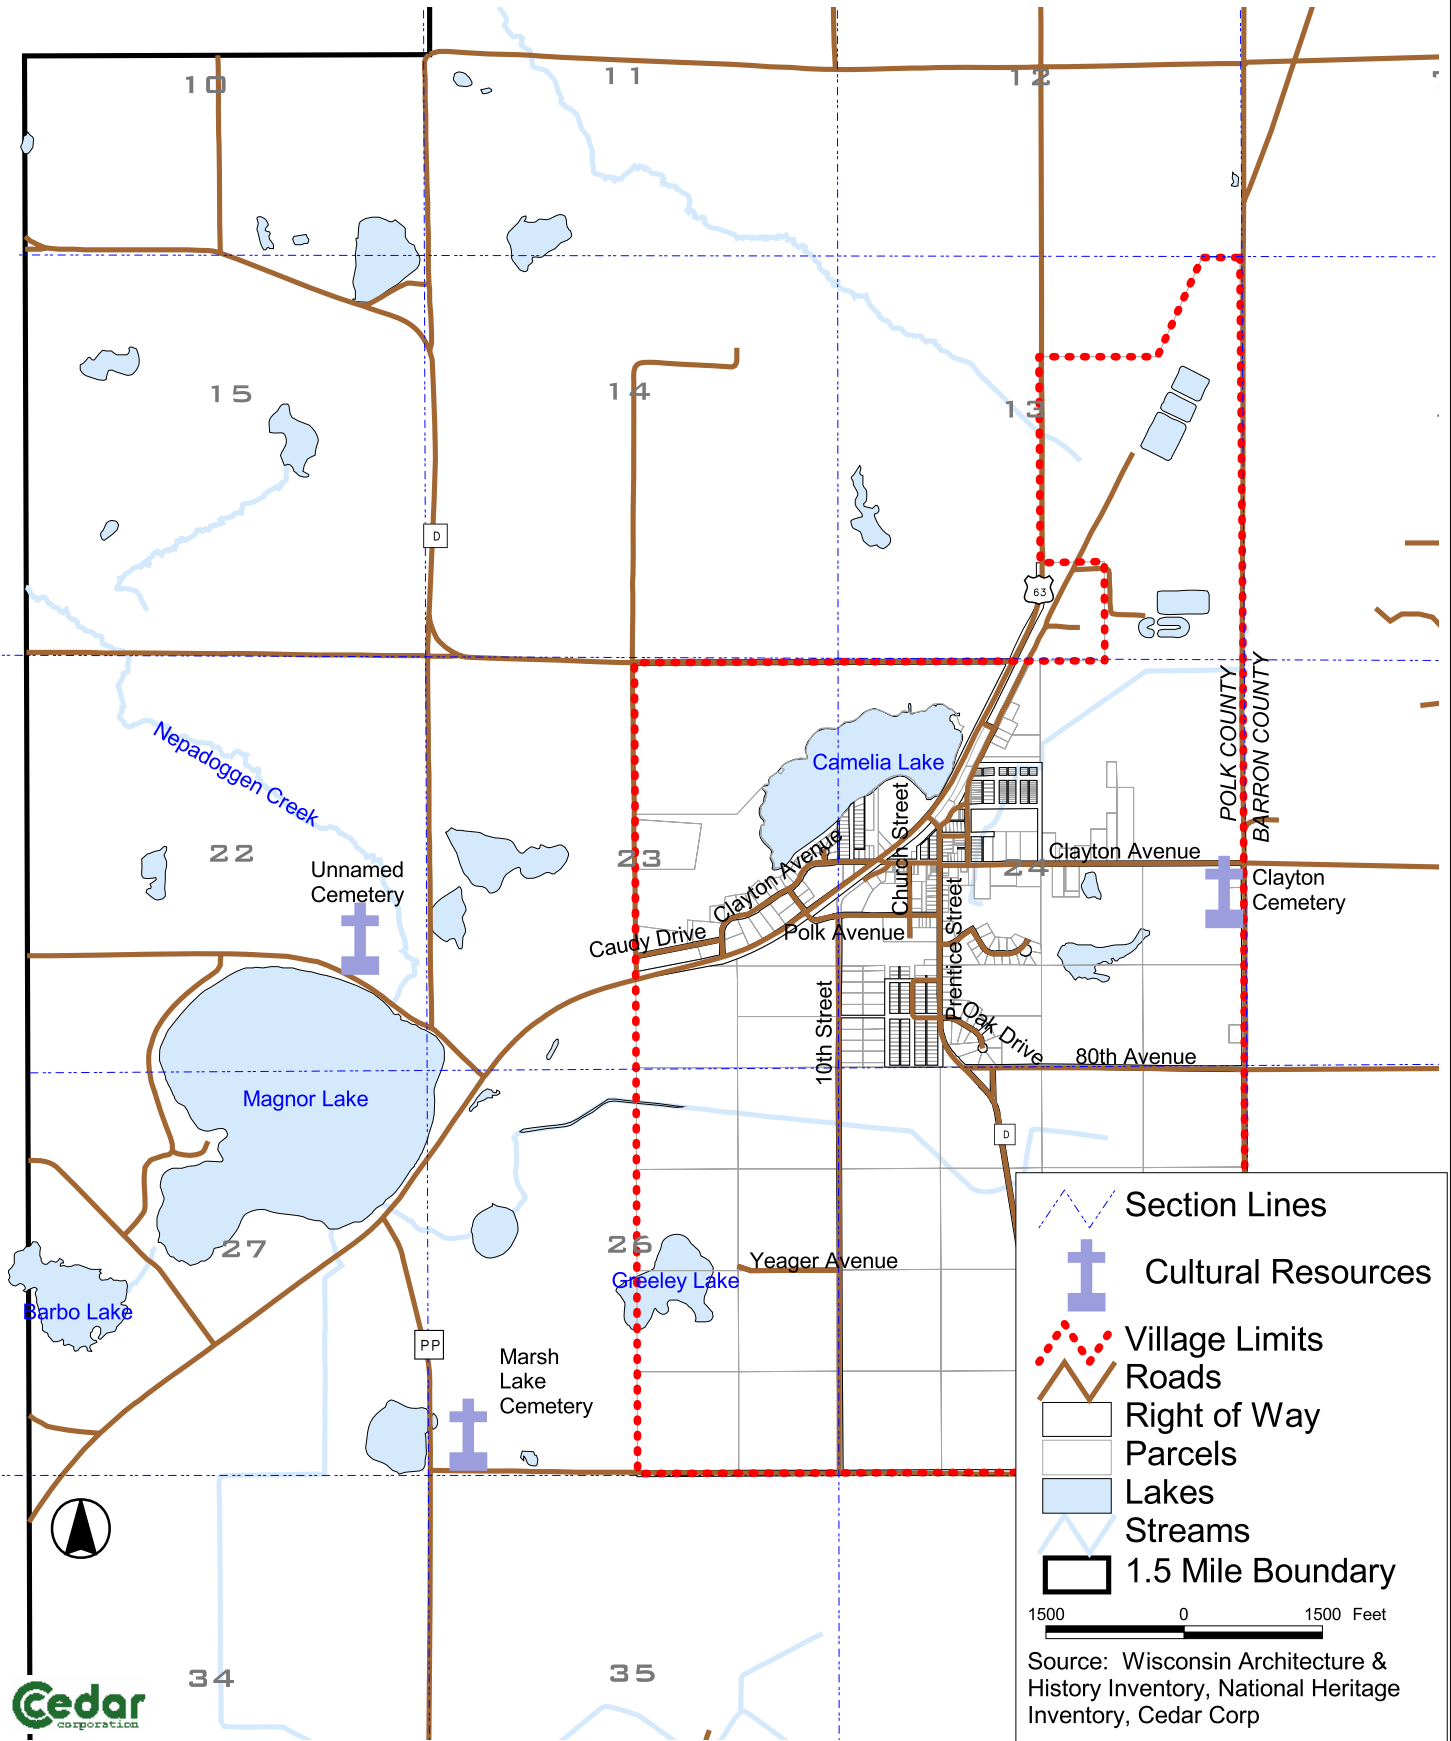 10
11
12
15
14
13
D
63
POLK COUNTY
BARRON COUNTY
Nepadoggen Creek
Camelia Lake
22
23
24
Unnamed
Cemetery
Church Street
Clayton Avenue
Clayton Avenue
Clayton
Cemetery
Caudy Drive
Polk Avenue
Prentice Street
10th Street
Oak Drive
80th Avenue
Magnor Lake
D
27
26
Yeager Avenue
Greeley Lake
Barbo Lake
PP
Marsh
Lake
Cemetery
34
35
Section Lines
Cultural Resources
Village Limits
Roads
Right of Way
Parcels
Lakes
Streams
1.5 Mile Boundary
1500 0 1500 Feet
Source: Wisconsin Architecture &
History Inventory, National Heritage
Inventory, Cedar Corp
Cedar
corporation